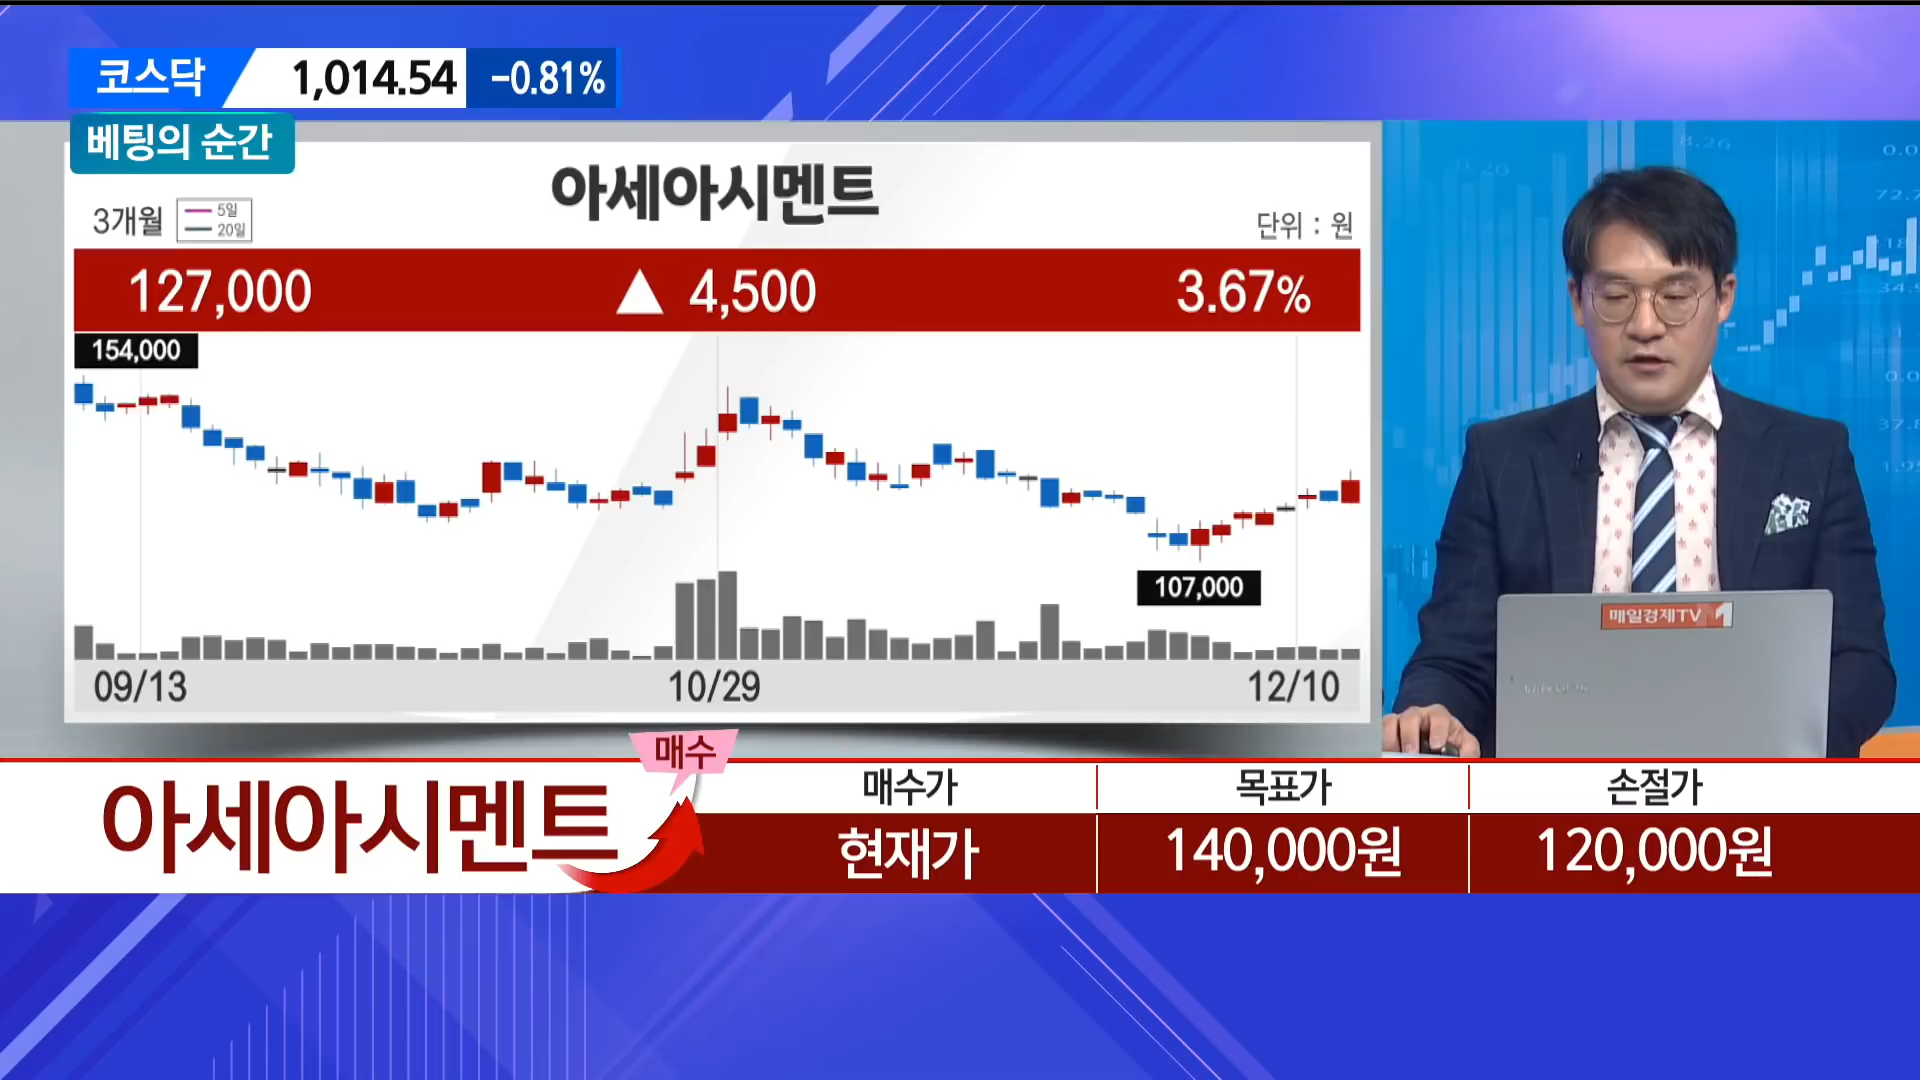 코스닥 1,014.54 -0.81%
베팅의 순간
아세아시멘트
3개월
5일
20일
단위 : 원
127,000 ▲ 4,500 3.67%
154,000
107,000
09/13 10/29 12/10
매일경제TV 1
매수
아세아시멘트
매수가 목표가 손절가
현재가 140,000원 120,000원